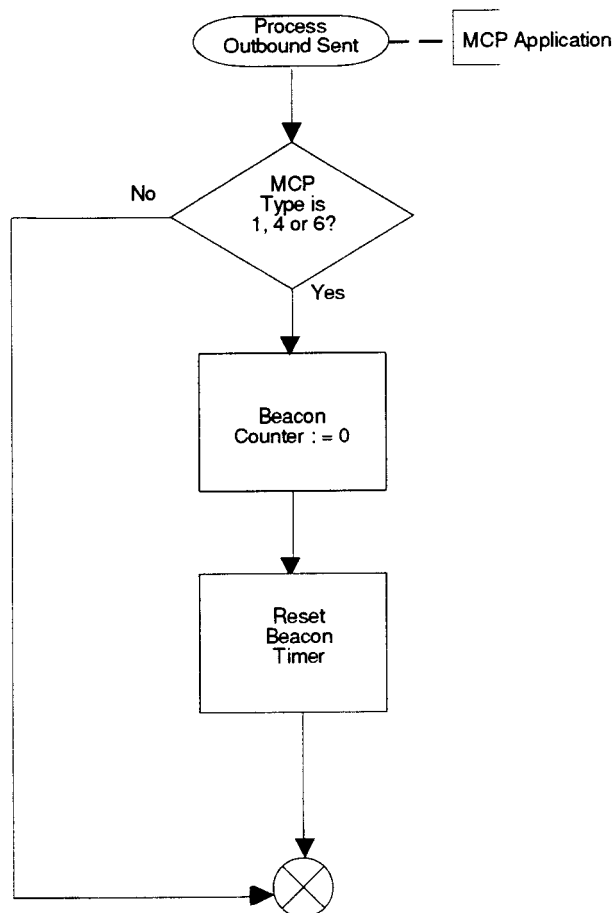 Process
Outbound Sent
MCP Application
MCP
Type is
1, 4 or 6?
No
Yes
Beacon
Counter : = 0
Reset
Beacon
Timer